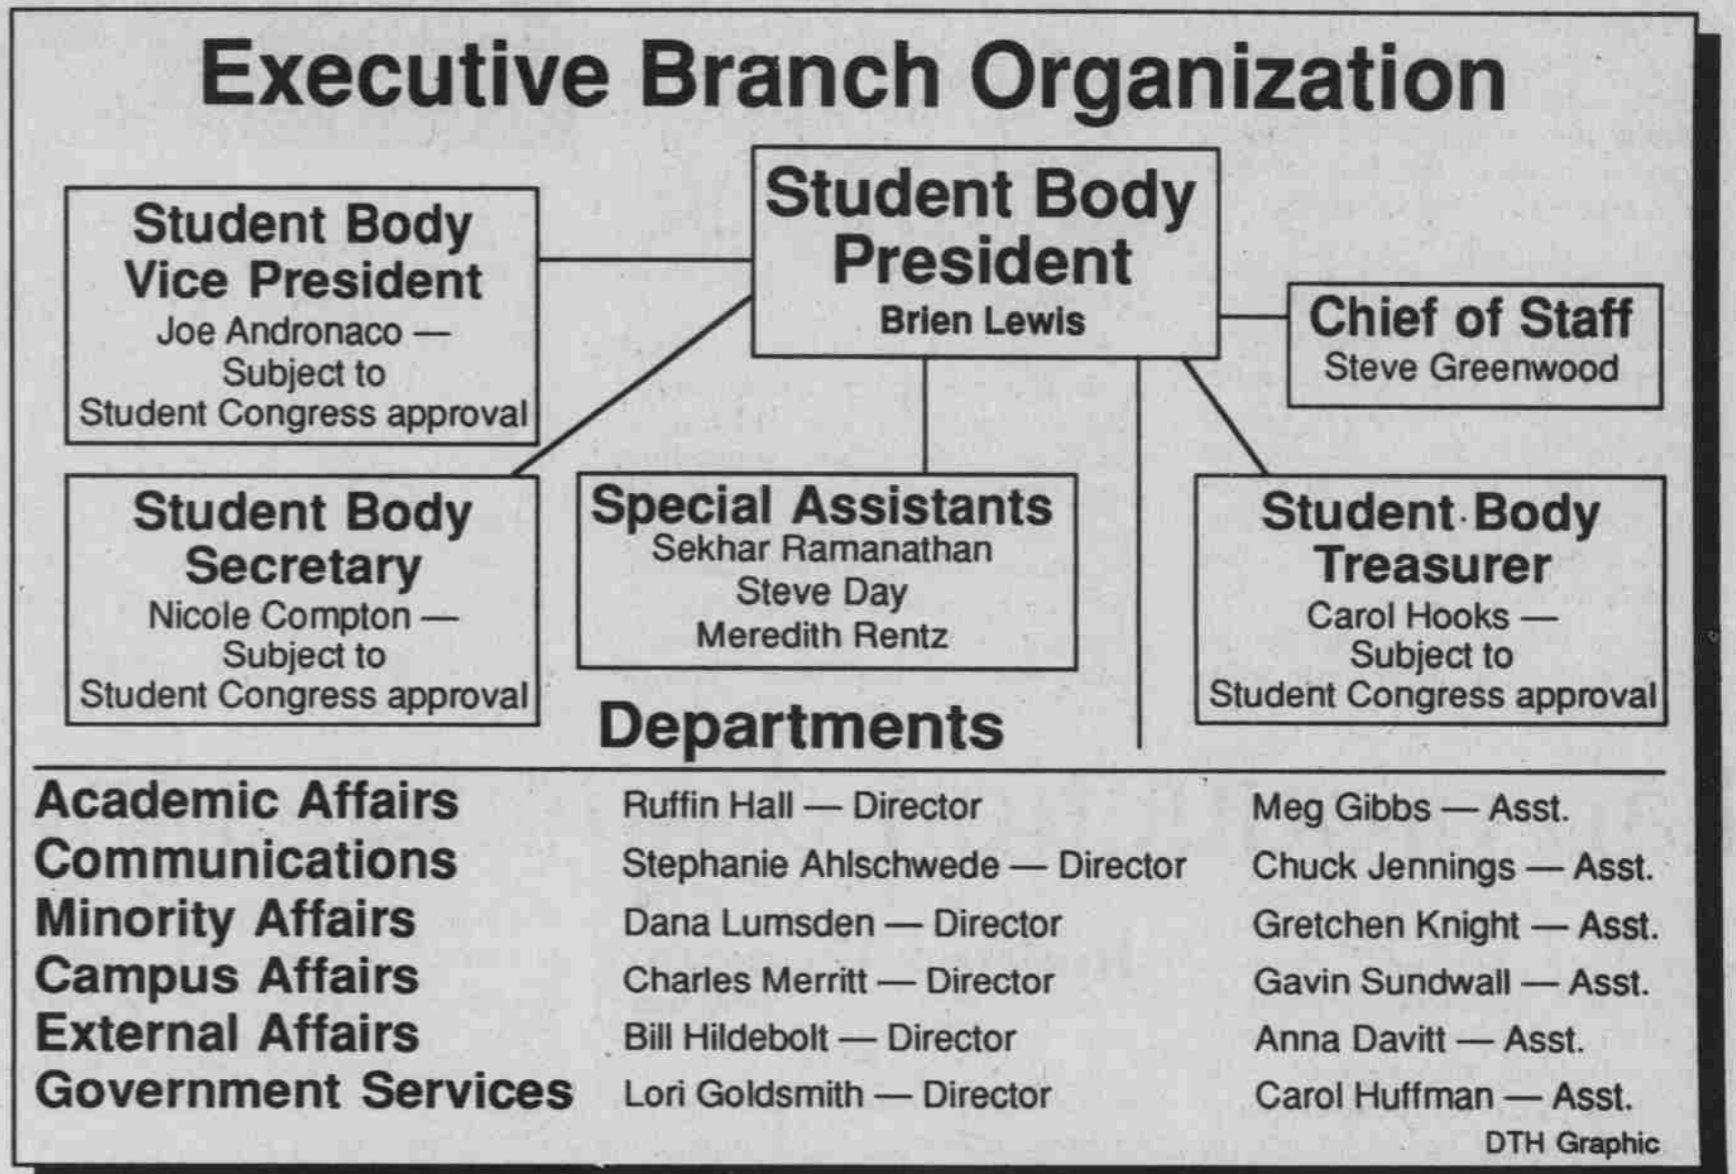 Executive Branch Organization
Student Body
President
Brien Lewis
Student Body
Vice President
Joe Andronaco —
Subject to
Student Congress approval
Chief of Staff
Steve Greenwood
Student Body
Secretary
Nicole Compton —
Subject to
Student Congress approval
Special Assistants
Sekhar Ramanathan
Steve Day
Meredith Rentz
Student Body
Treasurer
Carol Hooks —
Subject to
Student Congress approval
Departments
Academic Affairs Ruffin Hall — Director Meg Gibbs — Asst.
Communications Stephanie Ahlschwede — Director Chuck Jennings — Asst.
Minority Affairs Dana Lumsden — Director Gretchen Knight — Asst.
Campus Affairs Charles Merritt — Director Gavin Sundwall — Asst.
External Affairs Bill Hildebolt — Director Anna Davitt — Asst.
Government Services Lori Goldsmith — Director Carol Huffman — Asst.
DTH Graphic